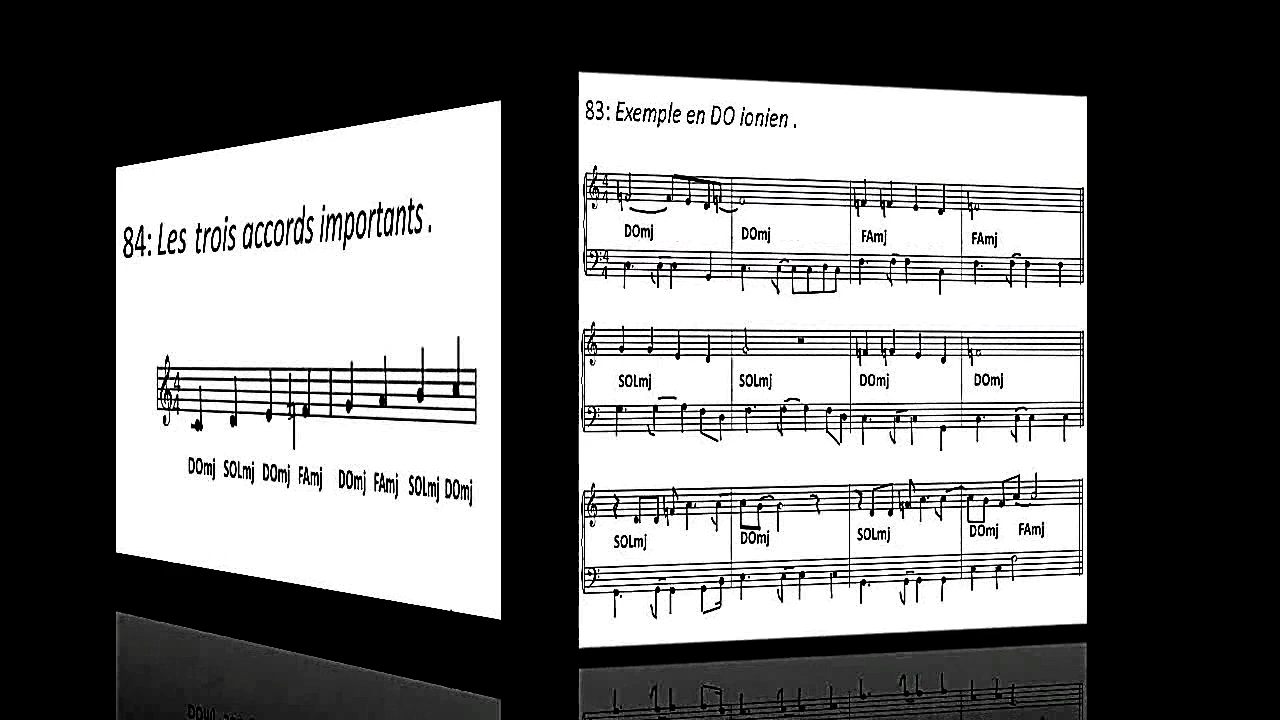 84: Les trois accords importants .
DOmj SOLmj DOmj FAmj DOmj FAmj SOLmj DOmj
83: Exemple en DO ionien .
DOmj DOmj FAmj FAmj
SOLmj SOLmj DOmj DOmj
SOLmj DOmj SOLmj DOmj FAmj